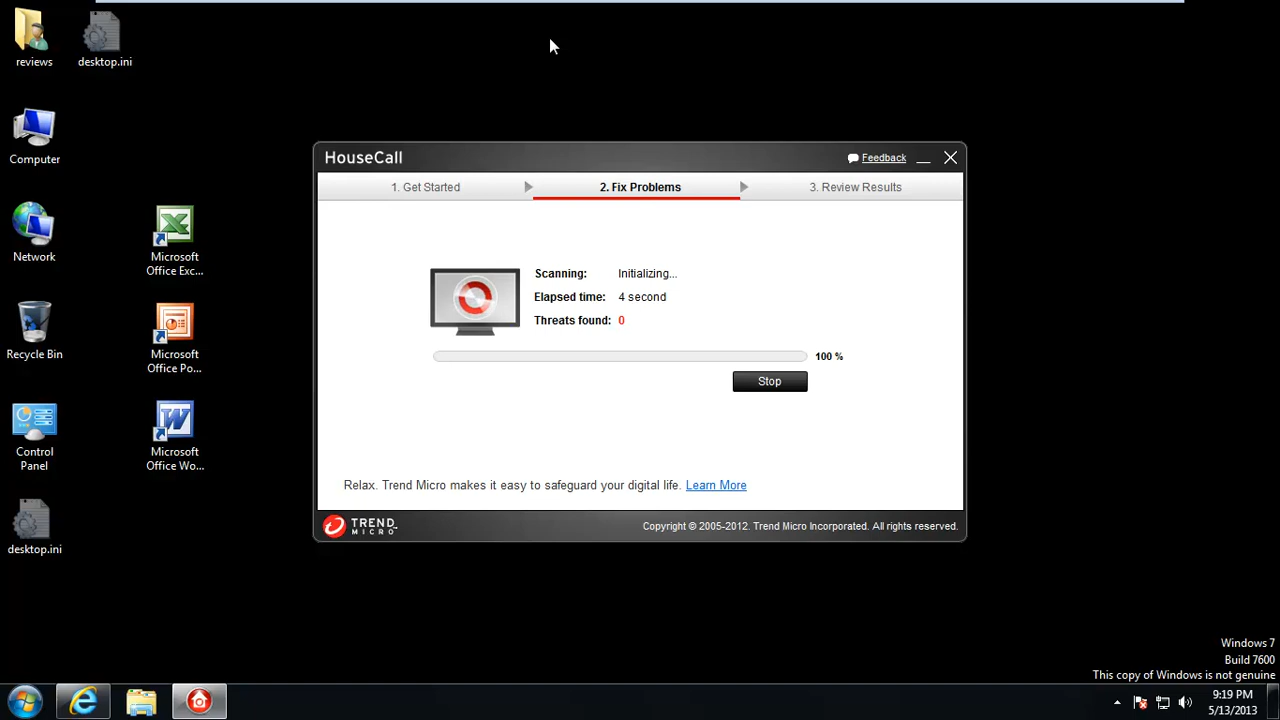 reviews
desktop.ini
Computer
Network
Microsoft
Office Exc...
Recycle Bin
Microsoft
Office Po...
Control
Panel
Microsoft
Office Wo...
desktop.ini
HouseCall
Feedback
1. Get Started
2. Fix Problems
3. Review Results
Scanning: Initializing...
Elapsed time: 4 second
Threats found: 0
100 %
Stop
Relax. Trend Micro makes it easy to safeguard your digital life. Learn More
TREND
MICRO
Copyright © 2005-2012. Trend Micro Incorporated. All rights reserved.
Windows 7
Build 7600
This copy of Windows is not genuine
9:19 PM
5/13/2013